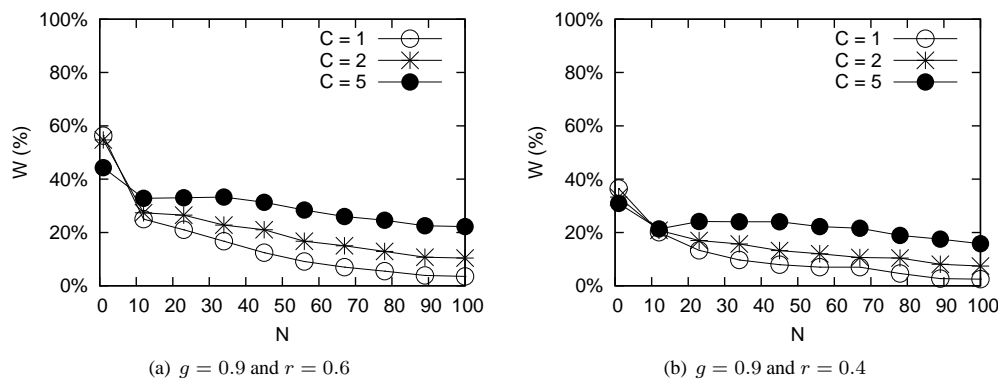 100%
80%
60%
40%
20%
0%
W (%)
0 10 20 30 40 50 60 70 80 90 100
N
C = 1
C = 2
C = 5
(a) g = 0.9 and r = 0.6
100%
80%
60%
40%
20%
0%
W (%)
0 10 20 30 40 50 60 70 80 90 100
N
C = 1
C = 2
C = 5
(b) g = 0.9 and r = 0.4